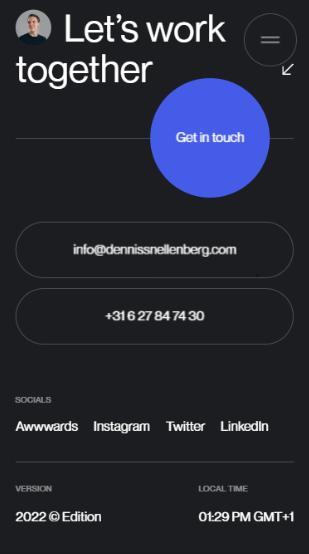 Let's work
together
Get in touch
info@dennissnellenberg.com
+31 6 27 84 74 30
SOCIALS
Awwwards Instagram Twitter LinkedIn
VERSION LOCAL TIME
2022 © Edition 01:29 PM GMT+1